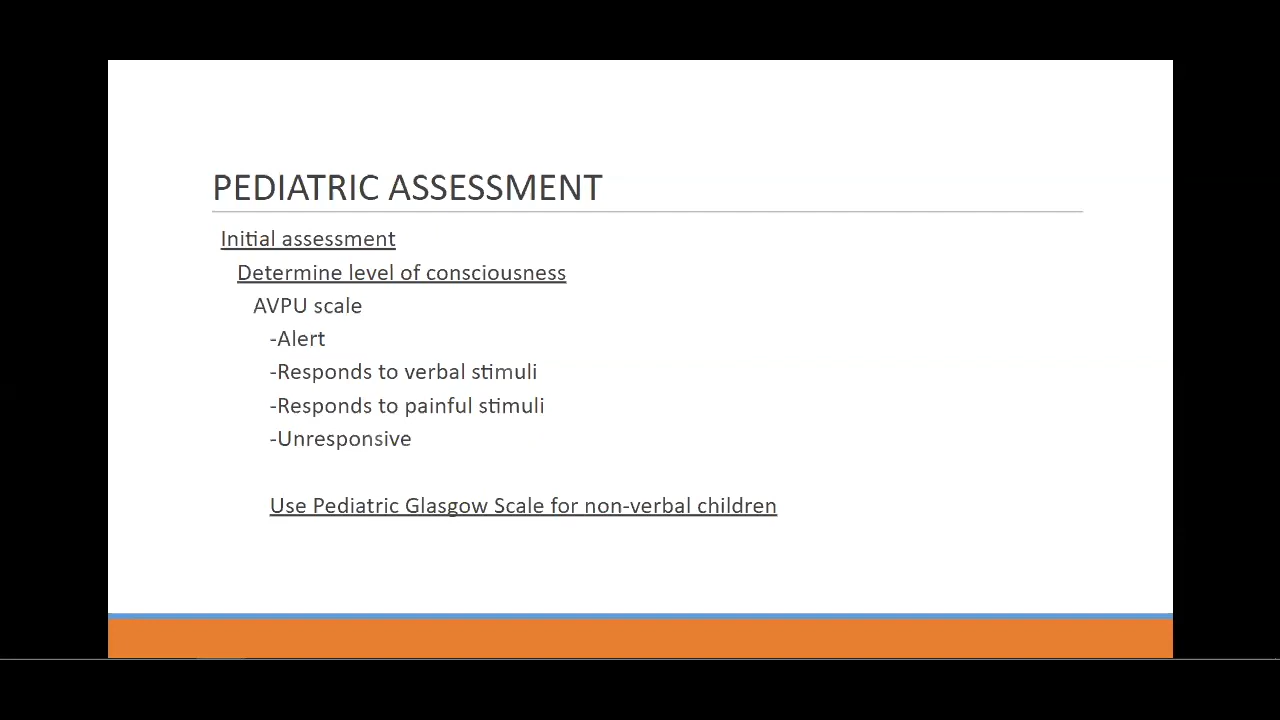 PEDIATRIC ASSESSMENT
Initial assessment
Determine level of consciousness
AVPU scale
-Alert
-Responds to verbal stimuli
-Responds to painful stimuli
-Unresponsive
Use Pediatric Glasgow Scale for non-verbal children